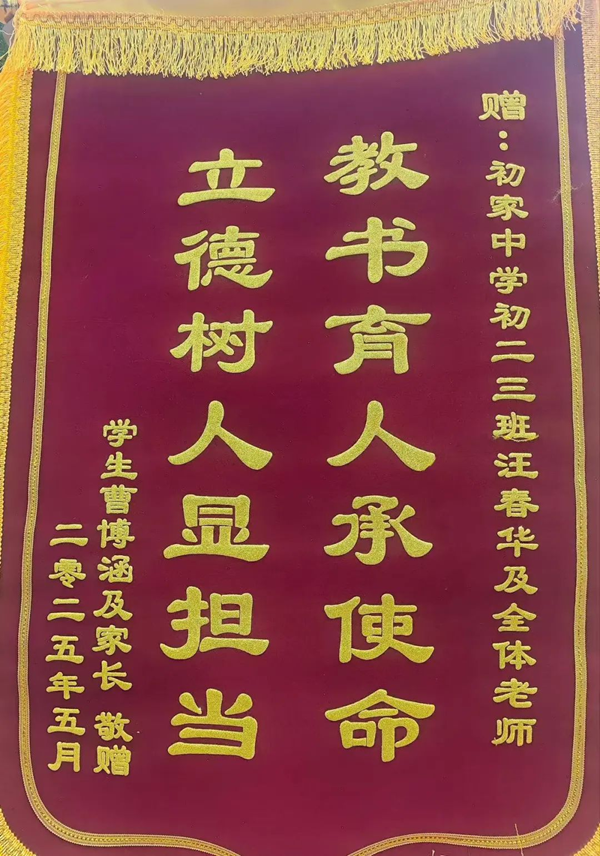 赠：初家中学初二三班汪春华及全体老师
教书育人承使命
立德树人显担当
学生曹博涵及家长 敬赠
二零二五年五月